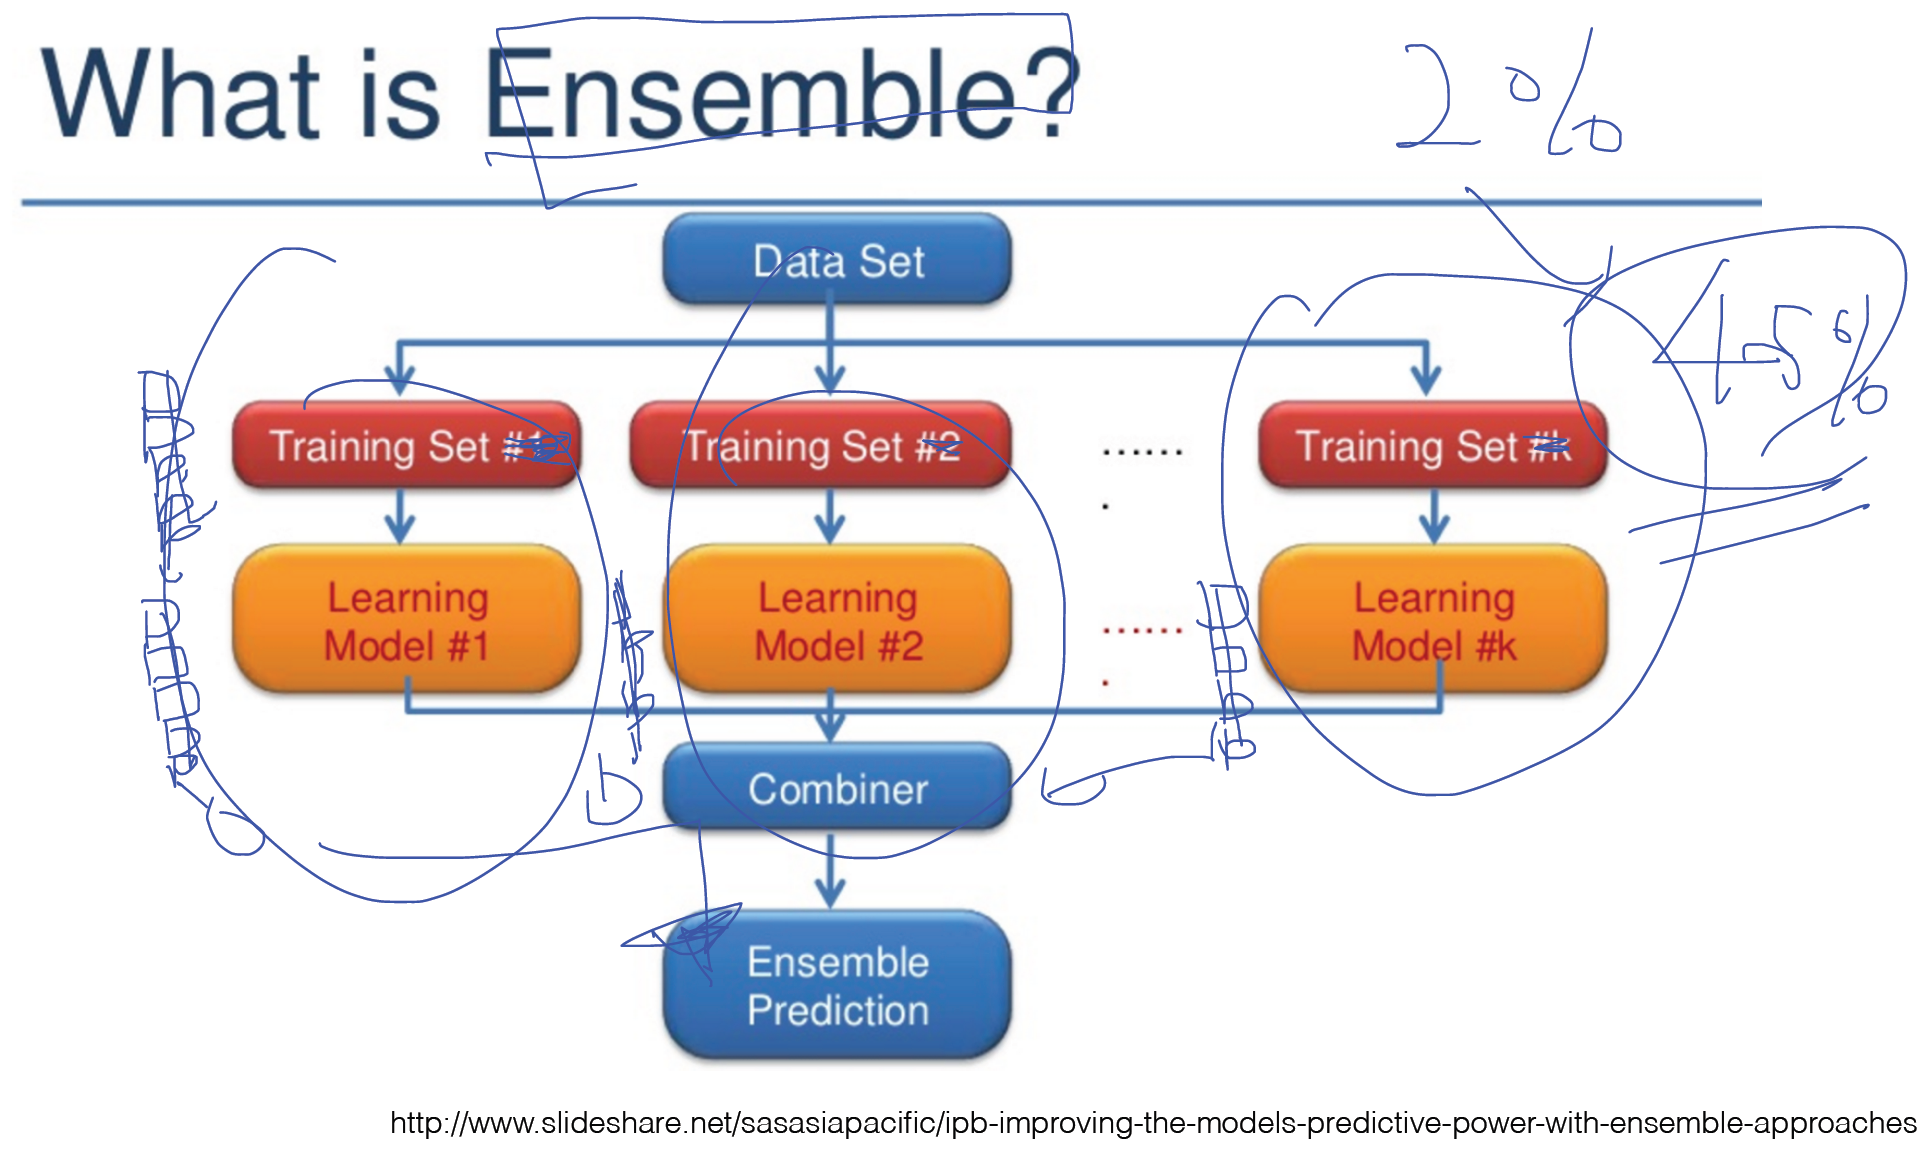 What is Ensemble?
2%
Data Set
4-5%
Training Set #1
Training Set #2
......
.
Training Set #k
Learning
Model #1
Learning
Model #2
......
.
Learning
Model #k
Combiner
Ensemble
Prediction
http://www.slideshare.net/sasasiapacific/ipb-improving-the-models-predictive-power-with-ensemble-approaches